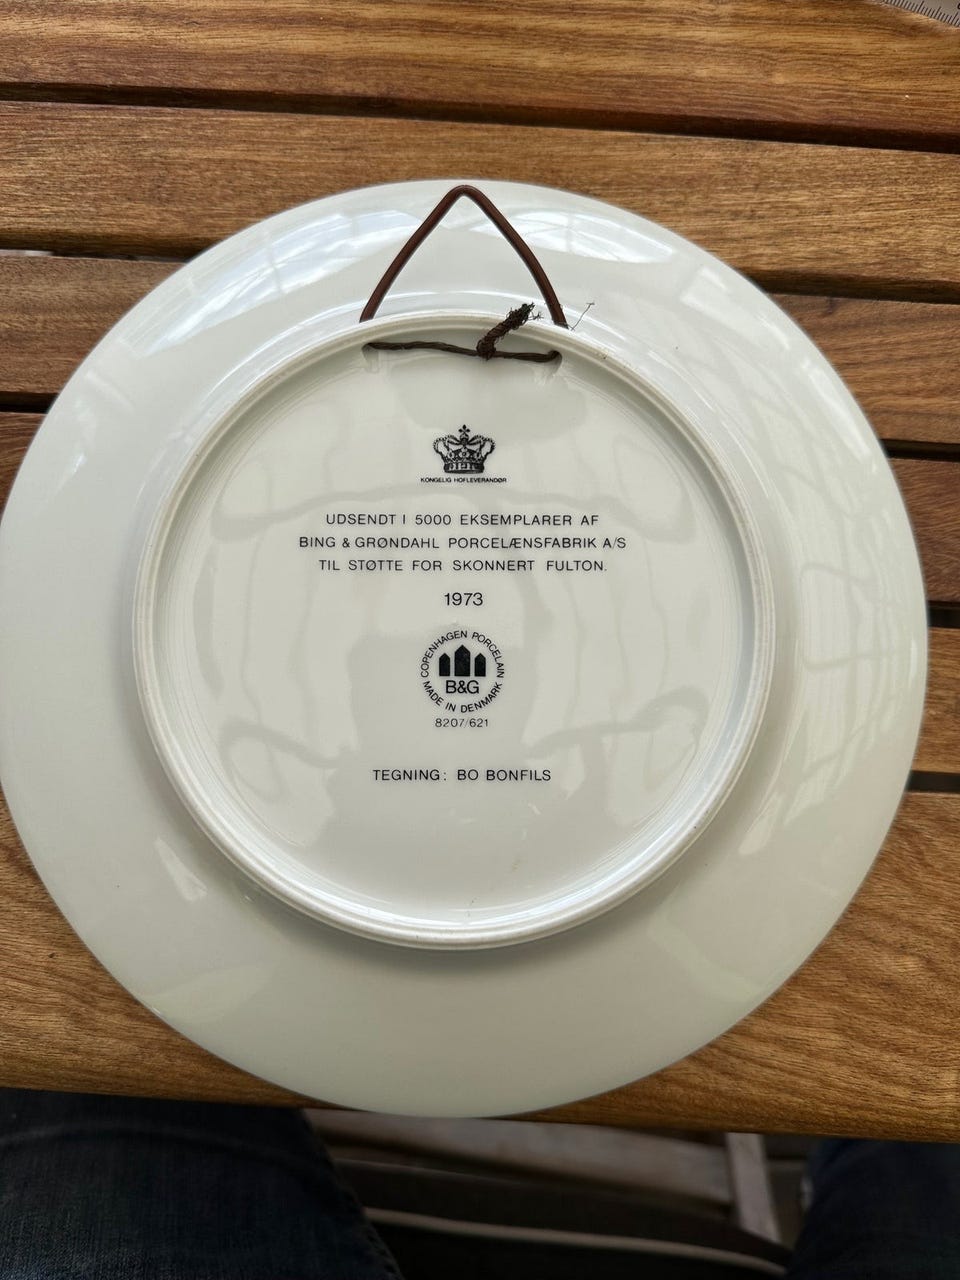 KONGELIG HOFLEVERANDØR
UDSENDT I 5000 EKSEMPLARER AF
BING & GRØNDAHL PORCELÆNSFABRIK A/S
TIL STØTTE FOR SKONNERT FULTON.
1973
COPENHAGEN PORCELAIN
B&G
MADE IN DENMARK
8207/621
TEGNING: BO BONFILS